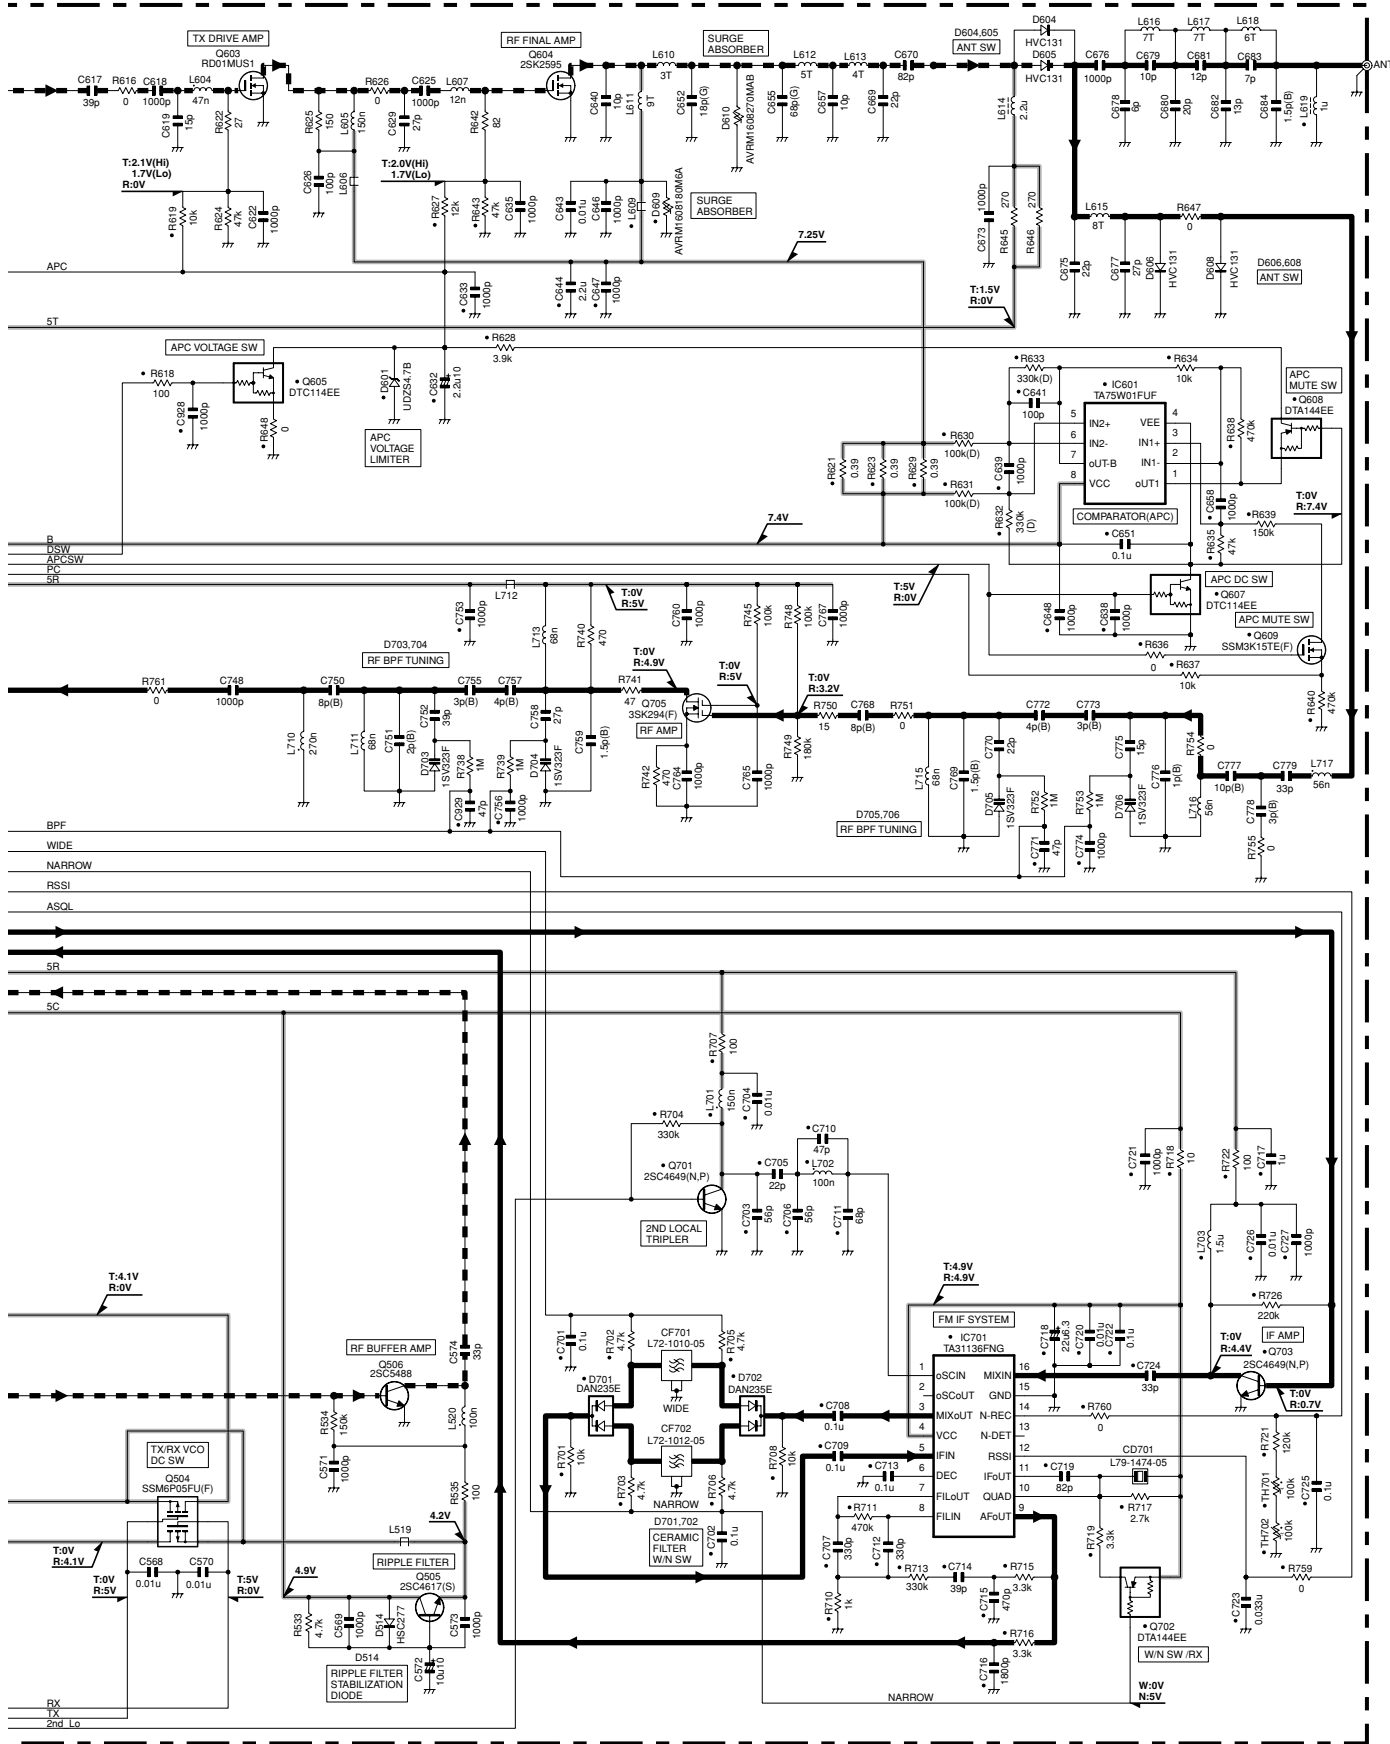 TX DRIVE AMP
Q603
RD01MUS1
RF FINAL AMP
Q604
2SK2595
SURGE
ABSORBER
D604,605
ANT SW
D604
HVC131
D605
HVC131
L616
7T
L617
7T
L618
6T
C617
39p
R616
0
C618
1000p
L604
47n
R626
0
C625
1000p
L607
12n
L610
3T
L612
5T
L613
4T
C670
82p
C676
1000p
C679
10p
C681
12p
C683
7p
ANT
C619
15p
R622
27
R625
150
L605
150n
C629
27p
R642
82
C640
10p
L611
9T
C652
18p(G)
D610
AVRM1608270MAB
C655
68p(G)
C657
10p
C669
22p
L614
2.2u
C678
6p
C680
20p
C682
13p
C684
1.5p(B)
L619
1u
T:2.1V(Hi)
1.7V(Lo)
R:0V
R619
10k
R624
47k
C622
1000p
C626
100p
L606
T:2.0V(Hi)
1.7V(Lo)
R627
12k
R643
47k
C635
1000p
C643
0.01u
C646
1000p
L609
D609
AVRM1608180M6A
SURGE
ABSORBER
C673
1000p
R645
270
R646
270
L615
8T
R647
0
7.25V
C675
22p
C677
27p
D606
HVC131
D608
HVC131
D606,608
ANT SW
APC
C633
1000p
C644
2.2u
C647
1000p
T:1.5V
R:0V
5T
APC VOLTAGE SW
R618
100
C928
1000p
Q605
DTC114EE
R648
0
D601
UDZS4.7B
C632
2.2u10
R628
3.9k
APC
VOLTAGE
LIMITER
R633
330k(D)
C641
100p
R634
10k
IC601
TA75W01FUF
5 IN2+ VEE 4
6 IN2- IN1+ 3
7 oUT-B IN1- 2
8 VCC oUT1 1
COMPARATOR(APC)
APC
MUTE SW
Q608
DTA144EE
R638
470k
R630
100k(D)
R621
0.39
R623
0.39
R629
0.39
R631
100k(D)
C639
1000p
R632
330k
(D)
C658
1000p
R639
150k
R635
47k
T:0V
R:7.4V
7.4V
B
DSW
APCSW
PC
5R
C651
0.1u
APC DC SW
Q607
DTC114EE
C648
1000p
C638
1000p
APC MUTE SW
Q609
SSM3K15TE(F)
R636
0
R637
10k
R640
470k
T:5V
R:0V
C753
1000p
L712
L713
68n
R740
470
T:0V
R:5V
C760
1000p
R745
100k
R748
100k
C767
1000p
D703,704
RF BPF TUNING
R761
0
C748
1000p
C750
8p(B)
C755
3p(B)
C757
4p(B)
R741
47
T:0V
R:4.9V
T:0V
R:5V
T:0V
R:3.2V
Q705
3SK294(F)
RF AMP
L710
270n
L711
68n
C751
2p(B)
C752
39p
D703
1SV323F
R738
1M
C929
47p
R739
1M
C756
1000p
D704
1SV323F
C758
27p
C759
1.5p(B)
R742
470
C764
1000p
C765
1000p
R749
180k
R750
15
C768
8p(B)
R751
0
C772
4p(B)
C773
3p(B)
L715
68n
C769
1.5p(B)
C770
22p
D705
1SV323F
R752
1M
C771
47p
R753
1M
C774
1000p
C775
15p
D706
1SV323F
C776
1p(B)
R754
0
L716
56n
C777
10p(B)
C779
33p
L717
56n
C778
3p(B)
R755
0
D705,706
RF BPF TUNING
BPF
WIDE
NARROW
RSSI
ASQL
5R
5C
R707
100
L701
150n
C704
0.01u
R704
330k
Q701
2SC4649(N,P)
2ND LOCAL
TRIPLER
C705
22p
C710
47p
L702
100n
C703
56p
C706
56p
C711
68p
C721
1000p
R718
10
R722
100
C717
1u
L703
1.5u
C726
0.01u
C727
1000p
R726
220k
T:4.1V
R:0V
RF BUFFER AMP
Q506
2SC5488
C574
33p
R534
150k
C571
1000p
L520
100n
R535
100
TX/RX VCO
DC SW
Q504
SSM6P05FU(F)
T:0V
R:4.1V
L519
4.2V
C568
0.01u
C570
0.01u
T:0V
R:5V
T:5V
R:0V
4.9V
RIPPLE FILTER
Q505
2SC4617(S)
R533
4.7k
C569
1000p
D514
HSC277
C573
1000p
C572
10u10
D514
RIPPLE FILTER
STABILIZATION
DIODE
RX
TX
2nd Lo
C701
0.1u
R702
4.7k
CF701
L72-1010-05
R705
4.7k
D701
DAN235E
WIDE
D702
DAN235E
CF702
L72-1012-05
R701
10k
R703
4.7k
NARROW
R706
4.7k
R708
10k
D701,702
CERAMIC
FILTER
W/N SW
C702
0.1u
C708
0.1u
C709
0.1u
C713
0.1u
T:4.9V
R:4.9V
FM IF SYSTEM
IC701
TA31136FNG
1 oSCIN MIXIN 16
2 oSCoUT GND 15
3 MIXoUT N-REC 14
4 VCC N-DET 13
5 IFIN RSSI 12
6 DEC IFoUT 11
7 FILoUT QUAD 10
8 FILIN AFoUT 9
C718
22u6.3
C720
0.01u
C722
0.1u
C724
33p
T:0V
R:4.4V
IF AMP
Q703
2SC4649(N,P)
T:0V
R:0.7V
R760
0
CD701
L79-1474-05
C719
82p
R717
2.7k
R719
3.3k
R721
120k
TH701
100k
TH702
100k
C725
0.1u
R711
470k
C707
330p
C712
330p
R710
1k
R713
330k
C714
39p
R715
3.3k
C715
470p
R716
3.3k
C716
1800p
Q702
DTA144EE
W/N SW /RX
C723
0.033u
R759
0
W:0V
N:5V
NARROW